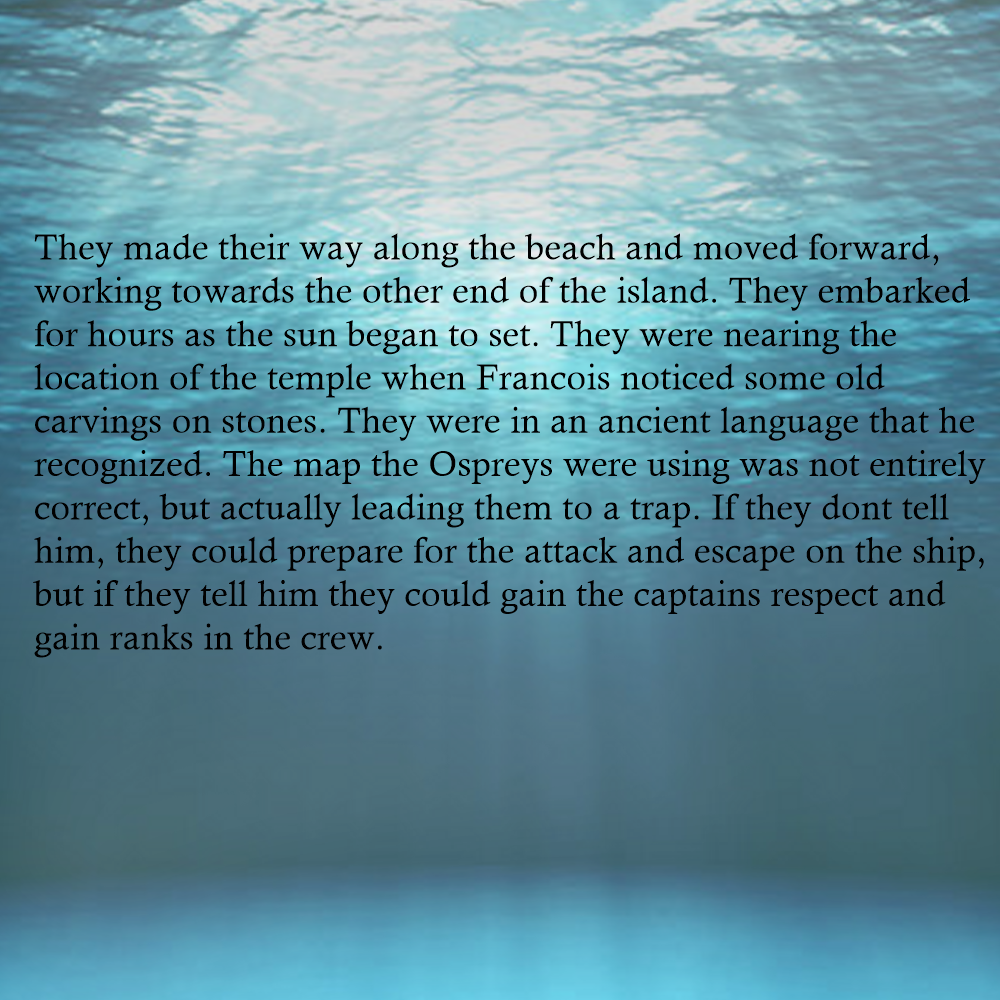 They made their way along the beach and moved forward,
working towards the other end of the island. They embarked
for hours as the sun began to set. They were nearing the
location of the temple when Francois noticed some old
carvings on stones. They were in an ancient language that he
recognized. The map the Ospreys were using was not entirely
correct, but actually leading them to a trap. If they dont tell
him, they could prepare for the attack and escape on the ship,
but if they tell him they could gain the captains respect and
gain ranks in the crew.